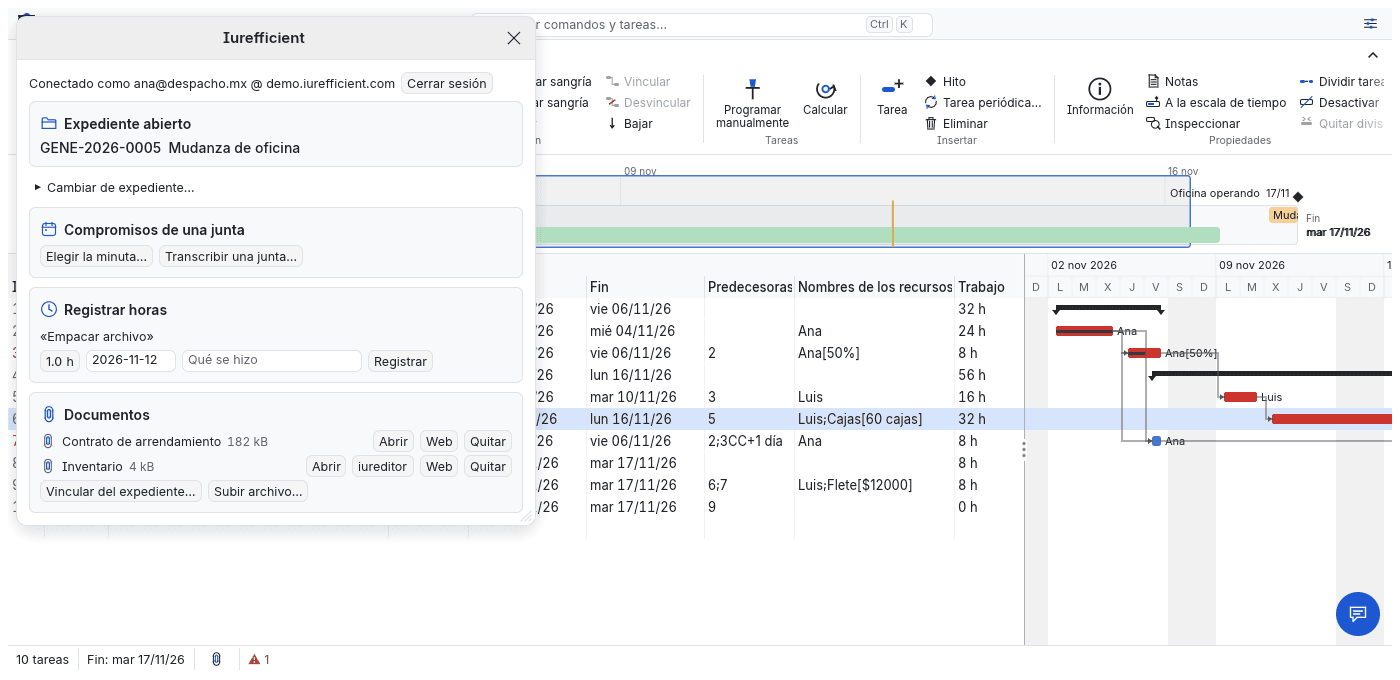 Iurefficient
r comandos y tareas...
Ctrl K
Conectado como ana@despacho.mx @ demo.iurefficient.com Cerrar sesión
Expediente abierto
GENE-2026-0005 Mudanza de oficina
Cambiar de expediente...
Compromisos de una junta
Elegir la minuta... Transcribir una junta...
Registrar horas
«Empacar archivo»
1.0 h 2026-11-12 Qué se hizo Registrar
Documentos
Contrato de arrendamiento 182 kB Abrir Web Quitar
Inventario 4 kB Abrir iureditor Web Quitar
Vincular del expediente... Subir archivo...
ar sangría Vincular
ar sangría Desvincular
Bajar
Programar manualmente
Calcular
Tareas
Tarea
Hito
Tarea periódica...
Eliminar
Insertar
Información
Notas
A la escala de tiempo
Inspeccionar
Dividir tarea
Desactivar
Quitar divis
Propiedades
09 nov 16 nov
Oficina operando 17/11
Muda
Fin
mar 17/11/26
02 nov 2026 09 nov 2026 1
D L M X J V S D L M X J V S D
Fin Predecesoras Nombres de los recursos Trabajo
/26 vie 06/11/26 32 h
/26 mié 04/11/26 Ana 24 h Ana
/26 vie 06/11/26 2 Ana[50%] 8 h Ana[50%]
/26 lun 16/11/26 56 h
/26 mar 10/11/26 3 Luis 16 h Luis
/26 lun 16/11/26 5 Luis;Cajas[60 cajas] 32 h
/26 vie 06/11/26 2;3CC+1 día Ana 8 h Ana
/26 mar 17/11/26 8 h
/26 mar 17/11/26 6;7 Luis;Flete[$12000] 8 h
/26 mar 17/11/26 9 0 h
10 tareas Fin: mar 17/11/26 1